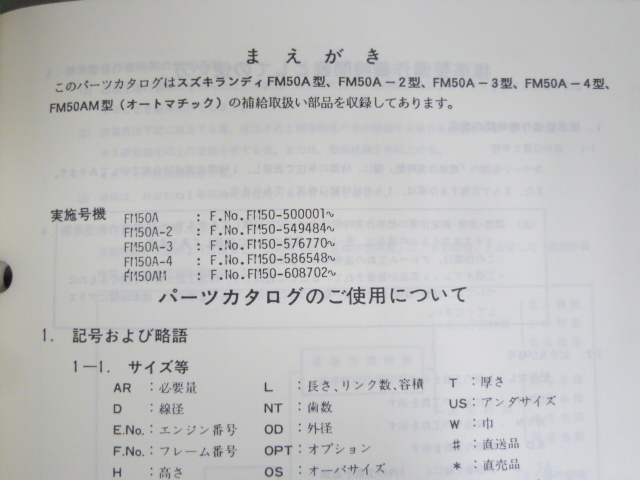 まえがき
このパーツカタログはスズキランディFM50A型、FM50A－2型、FM50A－3型、FM50A－4型、
FM50AM型（オートマチック）の補給取扱い部品を収録してあります。
実施号機 FM50A : F.No.FM50-500001~
FM50A-2 : F.No.FM50-549484~
FM50A-3 : F.No.FM50-576770~
FM50A-4 : F.No.FM50-586548~
FM50AM : F.No.FM50-608702~
パーツカタログのご使用について
1. 記号および略語
1－1. サイズ等
AR : 必要量 L : 長さ、リンク数、容積 T : 厚さ
D : 線径 NT : 歯数 US : アンダサイズ
E.No. : エンジン番号 OD : 外径 W : 巾
F.No. : フレーム番号 OPT : オプション # : 直送品
H : 高さ OS : オーバサイズ * : 直売品